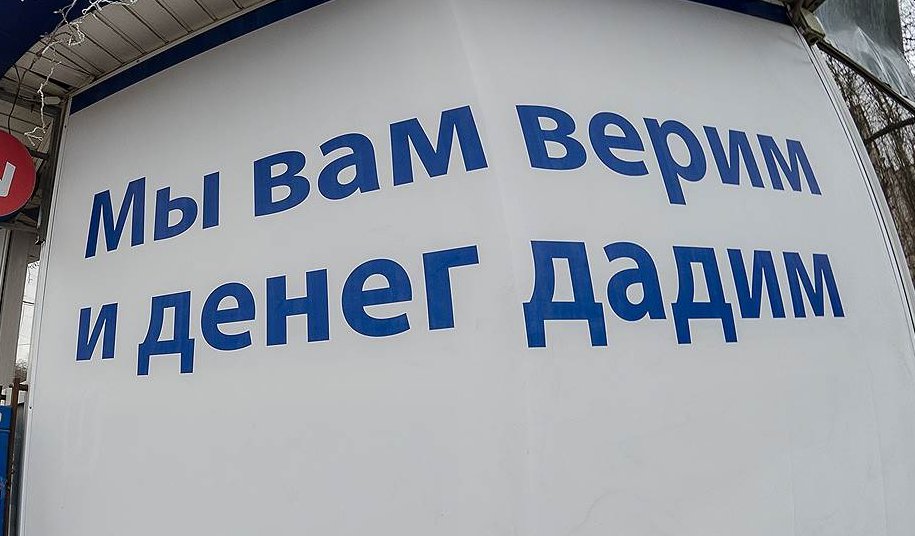 Мы вам верим
и денег дадим